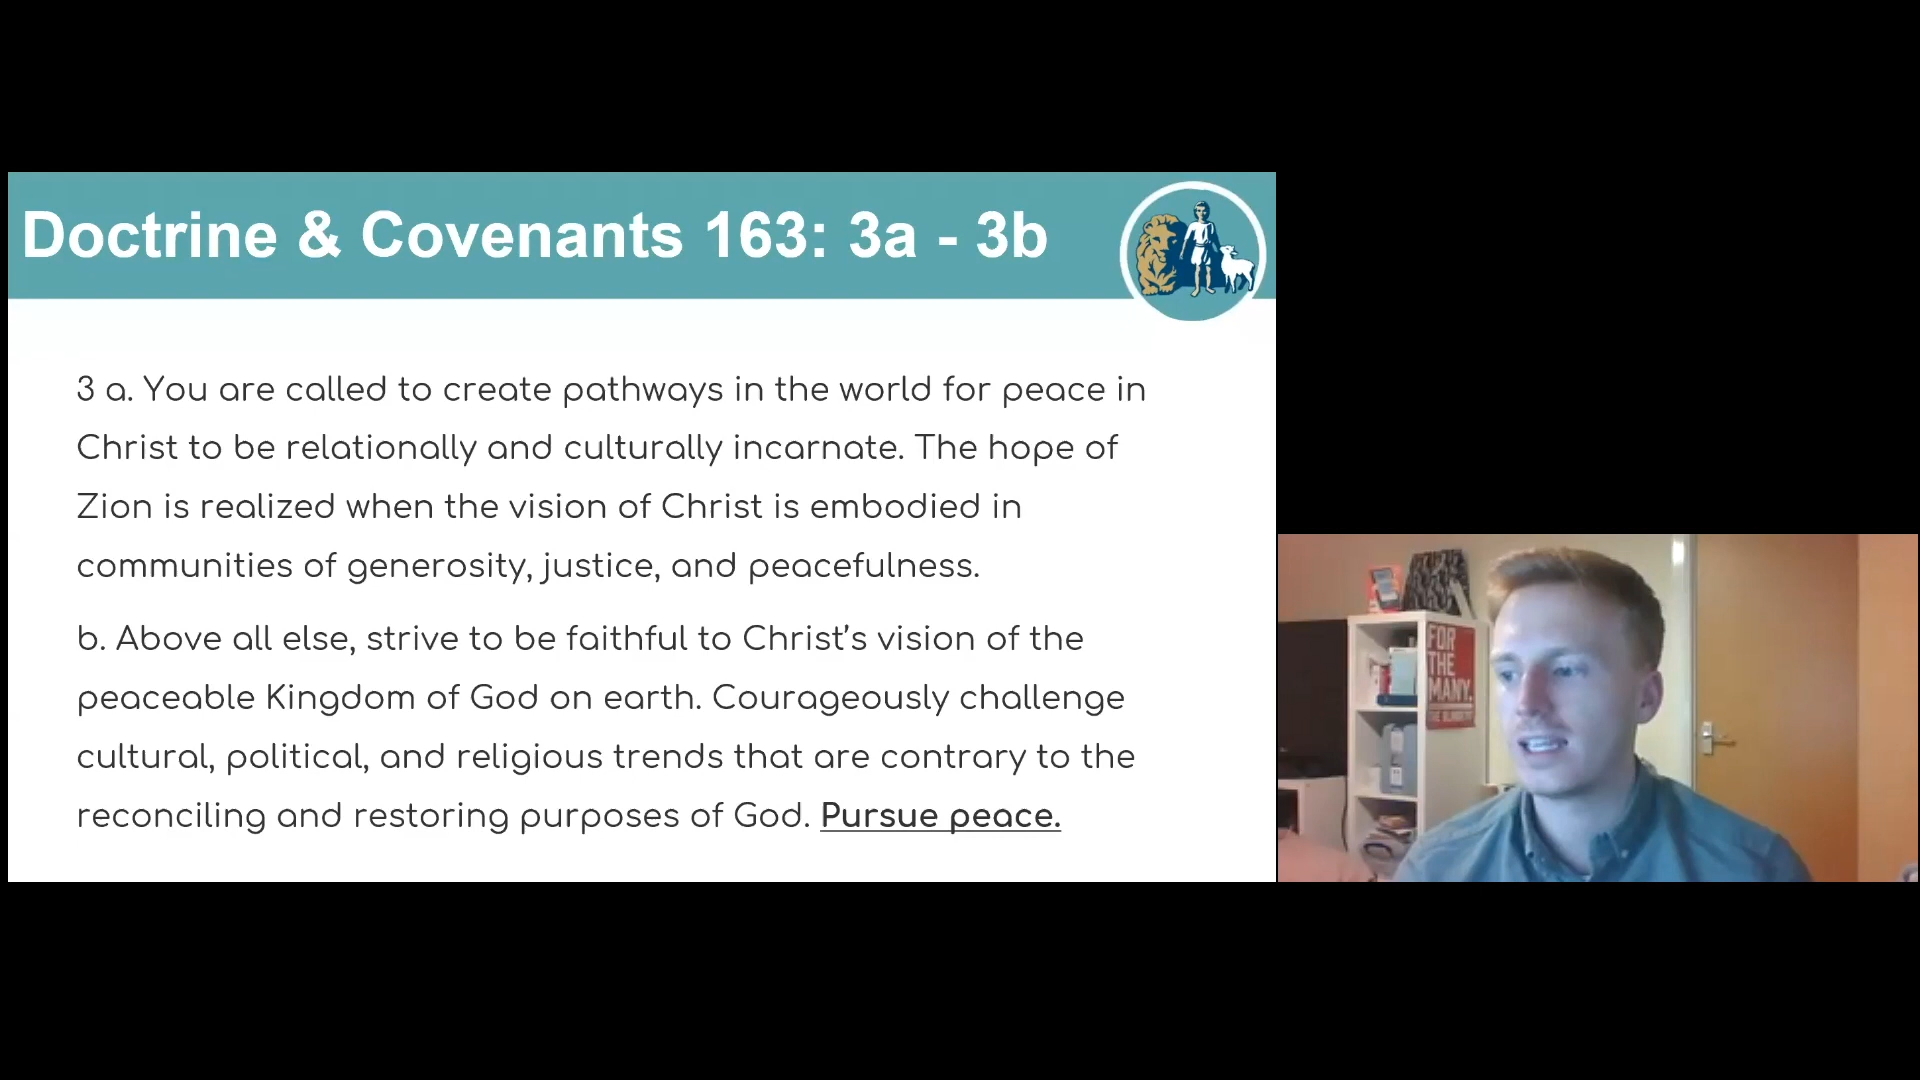 Doctrine & Covenants 163: 3a - 3b
3 a. You are called to create pathways in the world for peace in
Christ to be relationally and culturally incarnate. The hope of
Zion is realized when the vision of Christ is embodied in
communities of generosity, justice, and peacefulness.
b. Above all else, strive to be faithful to Christ’s vision of the
peaceable Kingdom of God on earth. Courageously challenge
cultural, political, and religious trends that are contrary to the
reconciling and restoring purposes of God. Pursue peace.
FOR
THE
MANY.